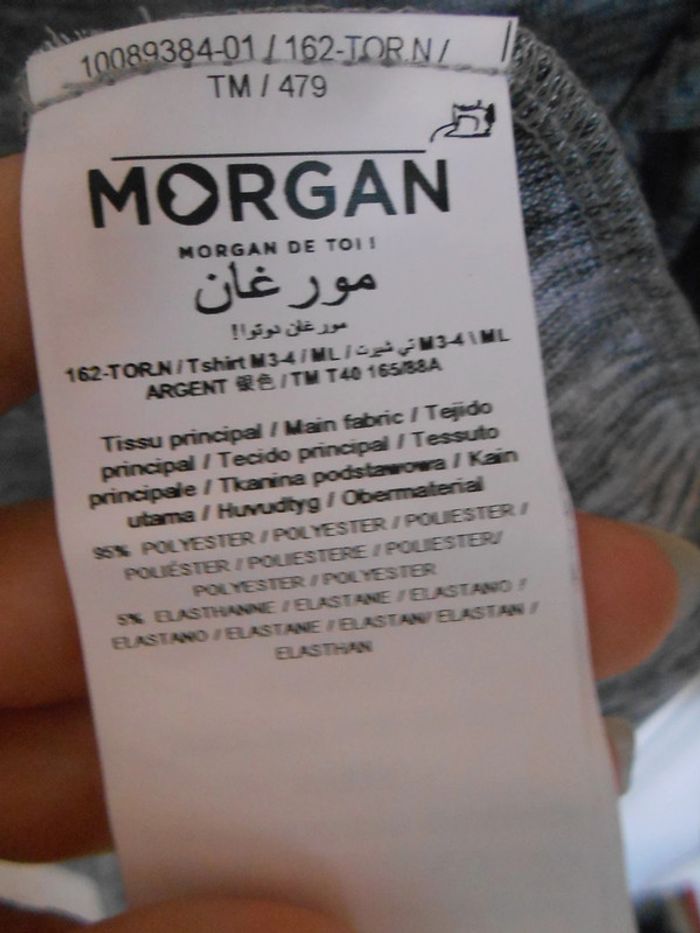 10089384-01 / 162-TOR.N /
TM / 479
MORGAN
MORGAN DE TOI !
مورغان
مورغان دوتوا!
162-TOR.N / Tshirt M3-4 / ML / تي شيرت M3-4 \ ML
ARGENT 银色 / TM T40 165/88A
Tissu principal / Main fabric / Tejido
principal / Tecido principal / Tessuto
principale / Tkanina podstawowa / Kain
utama / Huvudtyg / Obermaterial
95% POLYESTER / POLYESTER / POLIESTER /
POLIÉSTER / POLIESTERE / POLIESTER/
POLYESTER / POLYESTER
5% ELASTHANNE / ELASTANE / ELASTANO /
ELASTANO / ELASTANE / ELASTAN/ ELASTAN /
ELASTHAN